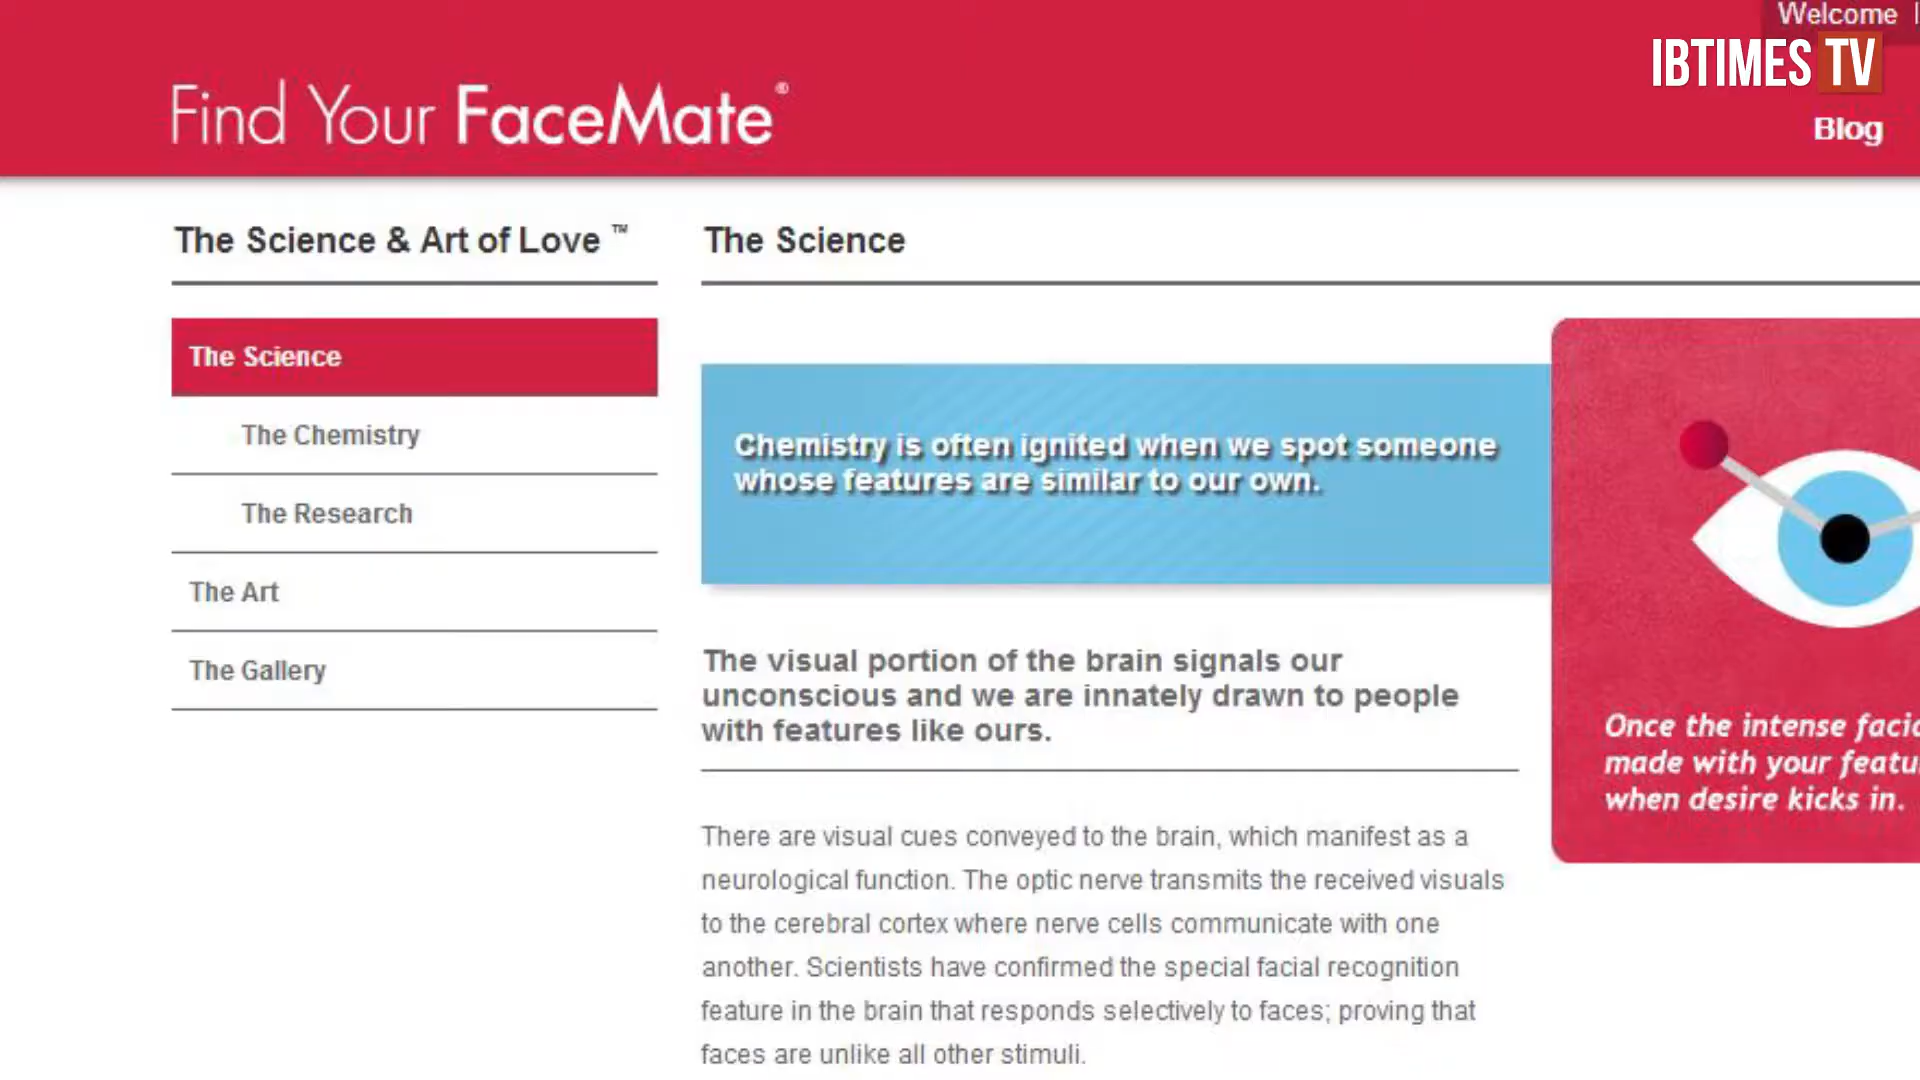 Welcome
IBTIMES TV
Find Your FaceMate®
Blog
The Science & Art of Love ™
The Science
The Science
The Chemistry
The Research
The Art
The Gallery
Chemistry is often ignited when we spot someone
whose features are similar to our own.
The visual portion of the brain signals our
unconscious and we are innately drawn to people
with features like ours.
There are visual cues conveyed to the brain, which manifest as a
neurological function. The optic nerve transmits the received visuals
to the cerebral cortex where nerve cells communicate with one
another. Scientists have confirmed the special facial recognition
feature in the brain that responds selectively to faces; proving that
faces are unlike all other stimuli.
Once the intense
made with your
when desire kicks in.